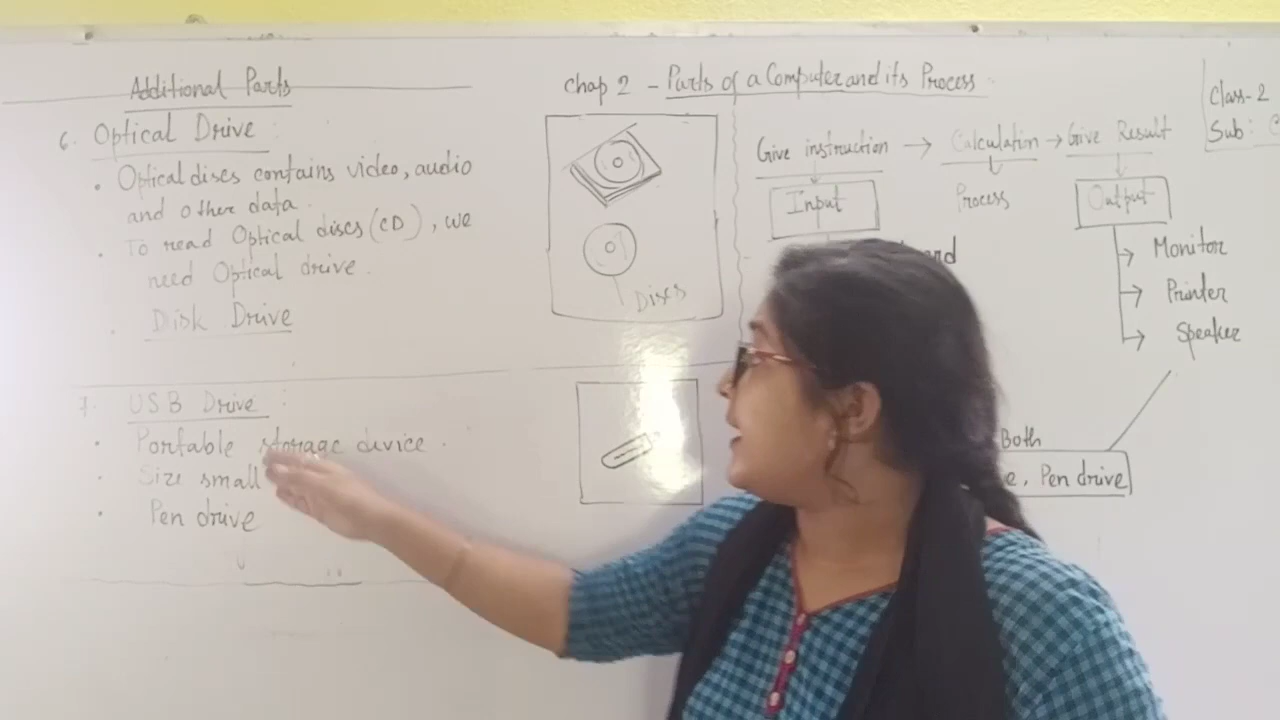 Additional Parts
6. Optical Drive :
• Optical discs contains video, audio
and other data.
• To read Optical discs (CD), we
need Optical drive.
• Disk Drive
7. USB Drive :
• Portable storage device.
• Size small
• Pen drive
Chap 2 - Parts of a Computer and its Process
Discs
Give instruction → Calculation → Give Result
Input
Process
Output
Monitor
Printer
Speaker
Both
Pen drive
Class-2
Sub: